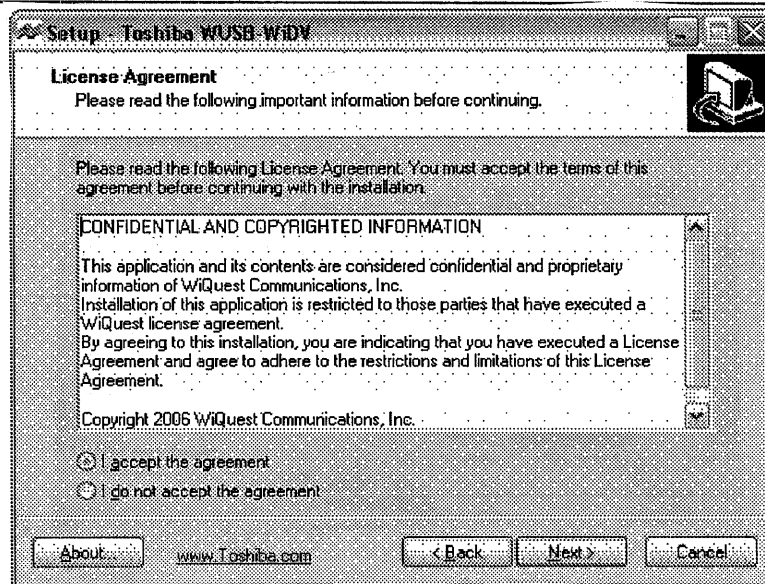 Setup - Toshiba WUSB-WiDV
License Agreement
Please read the following important information before continuing.
Please read the following License Agreement. You must accept the terms of this
agreement before continuing with the installation.
CONFIDENTIAL AND COPYRIGHTED INFORMATION
This application and its contents are considered confidential and proprietary
information of WiQuest Communications, Inc.
Installation of this application is restricted to those parties that have executed a
WiQuest license agreement.
By agreeing to this installation, you are indicating that you have executed a License
Agreement and agree to adhere to the restrictions and limitations of this License
Agreement.
Copyright 2006 WiQuest Communications, Inc.
I accept the agreement
I do not accept the agreement
About... www.Toshiba.com < Back Next > Cancel